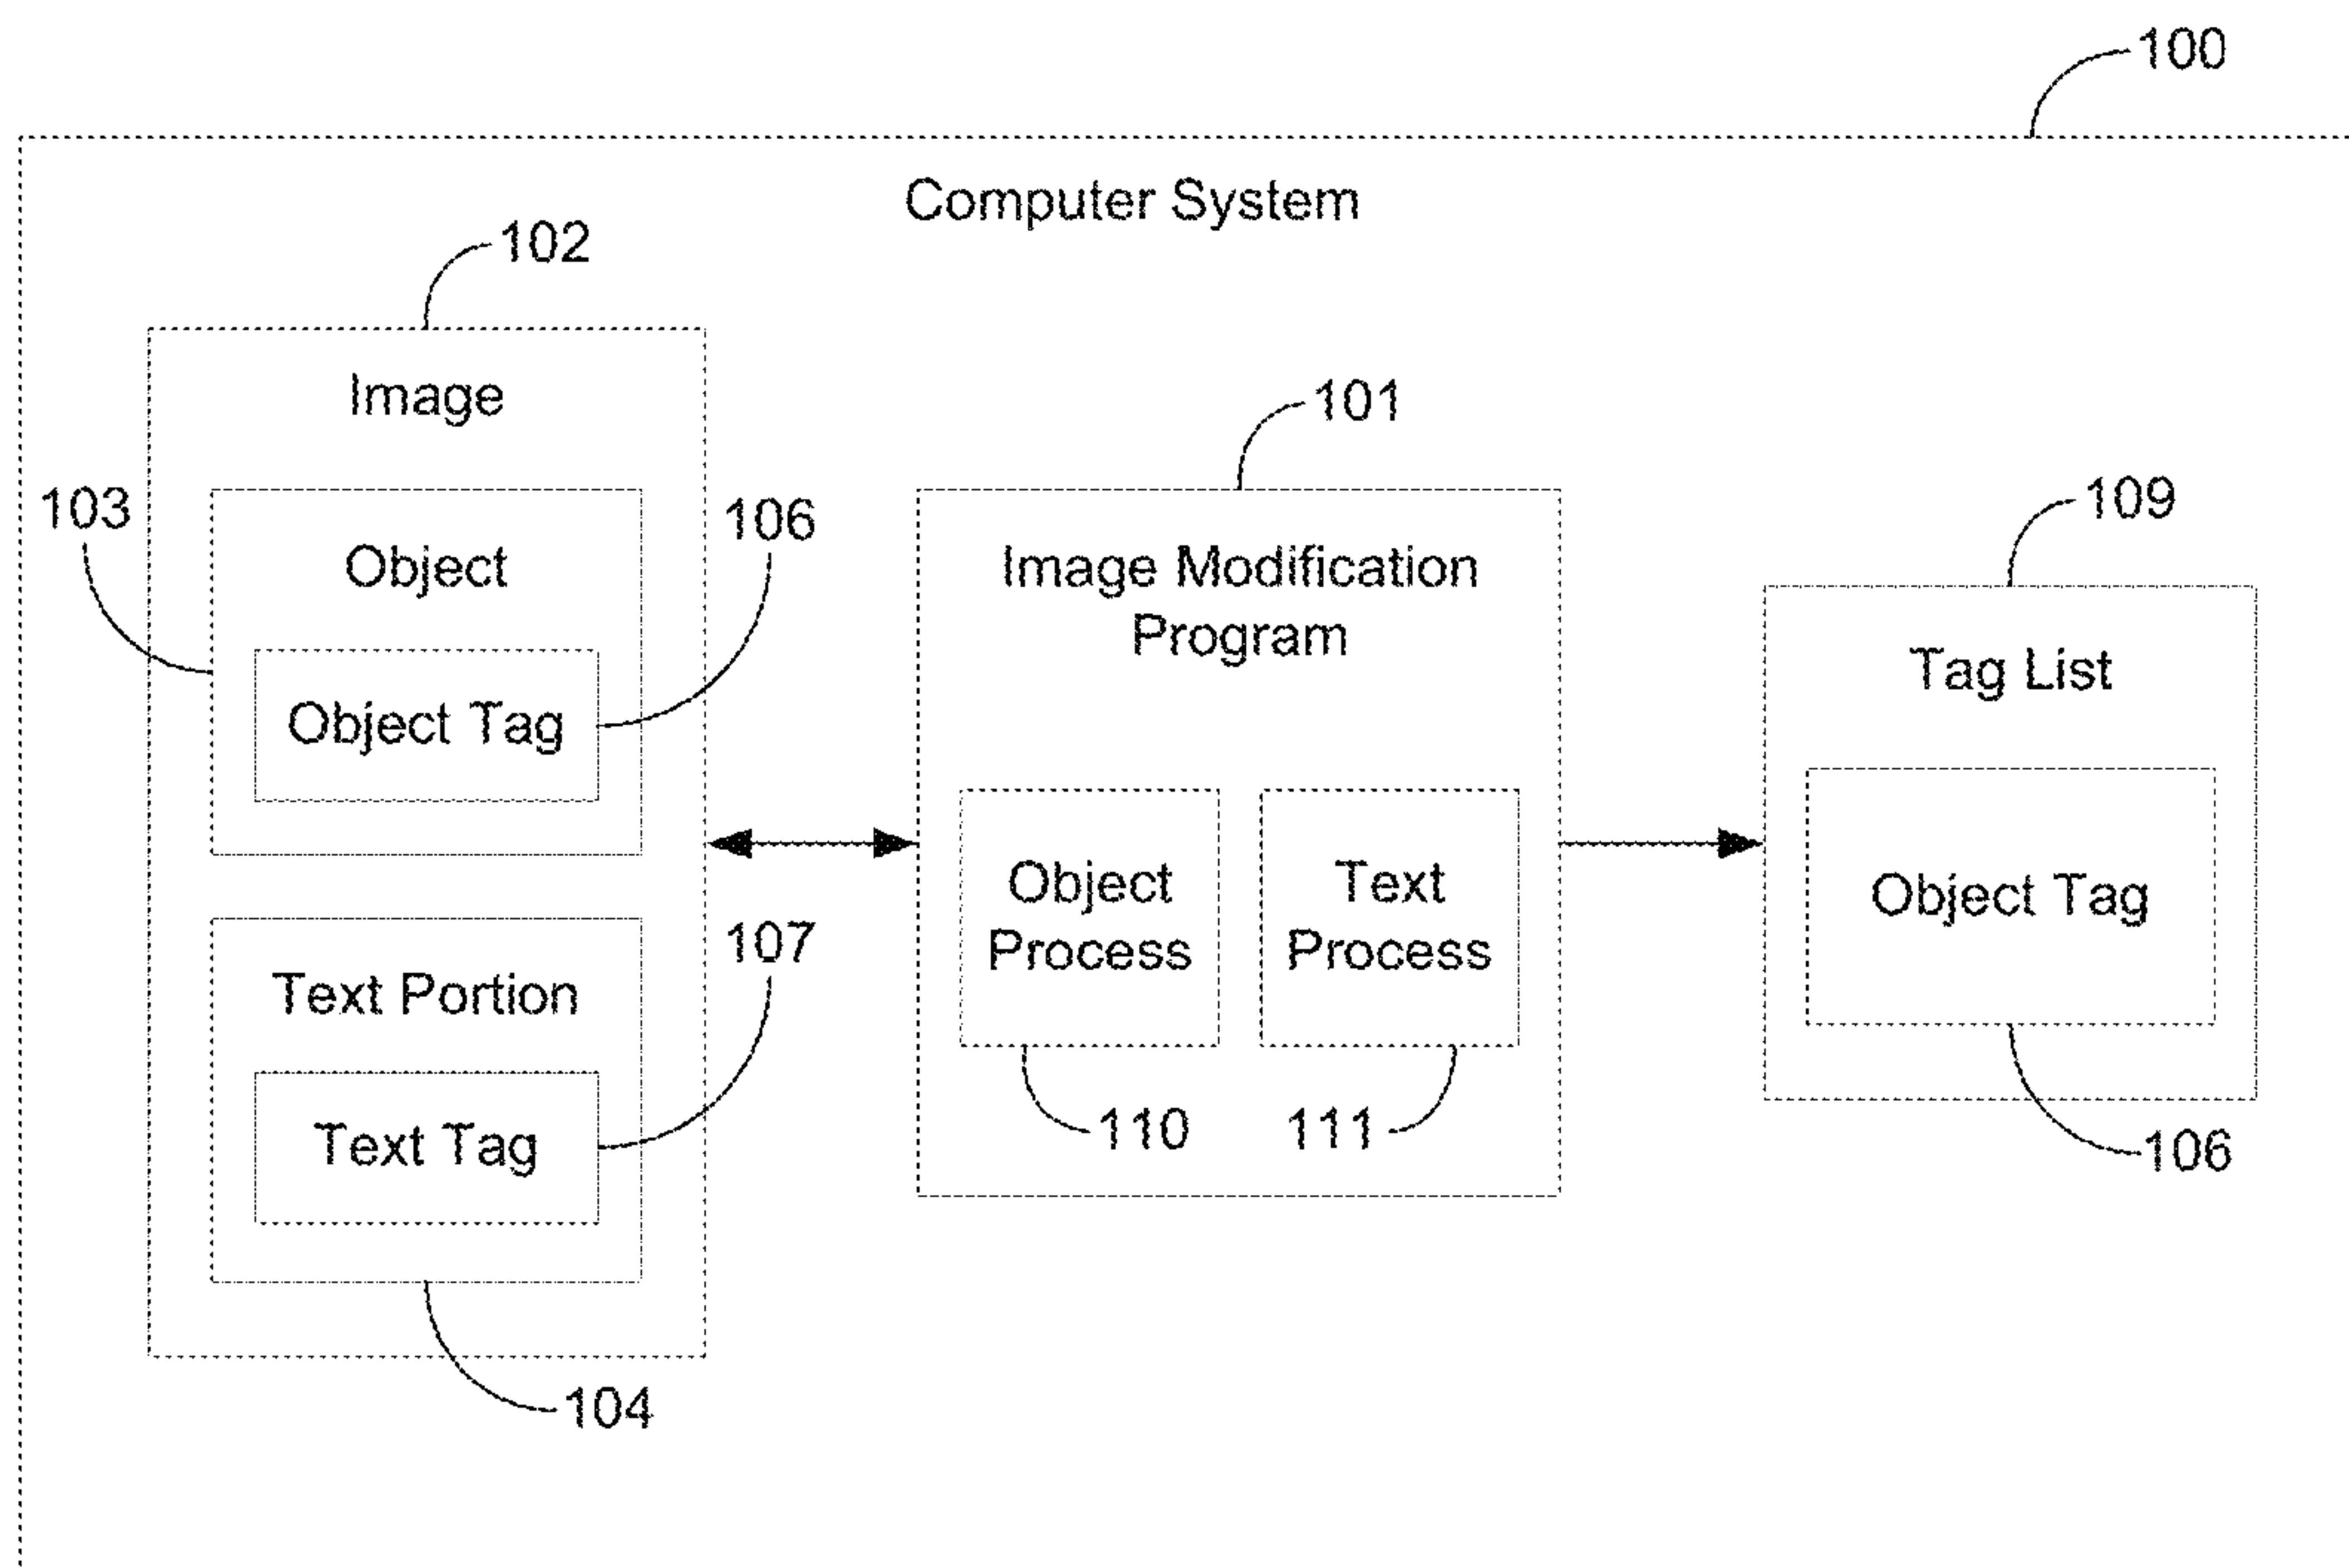 100
Computer System
102
Image
101
103
106
109
Object
Image Modification
Program
Tag List
Object Tag
Object
Process
Text
Process
Object Tag
107
Text Portion
110
111
Text Tag
106
104